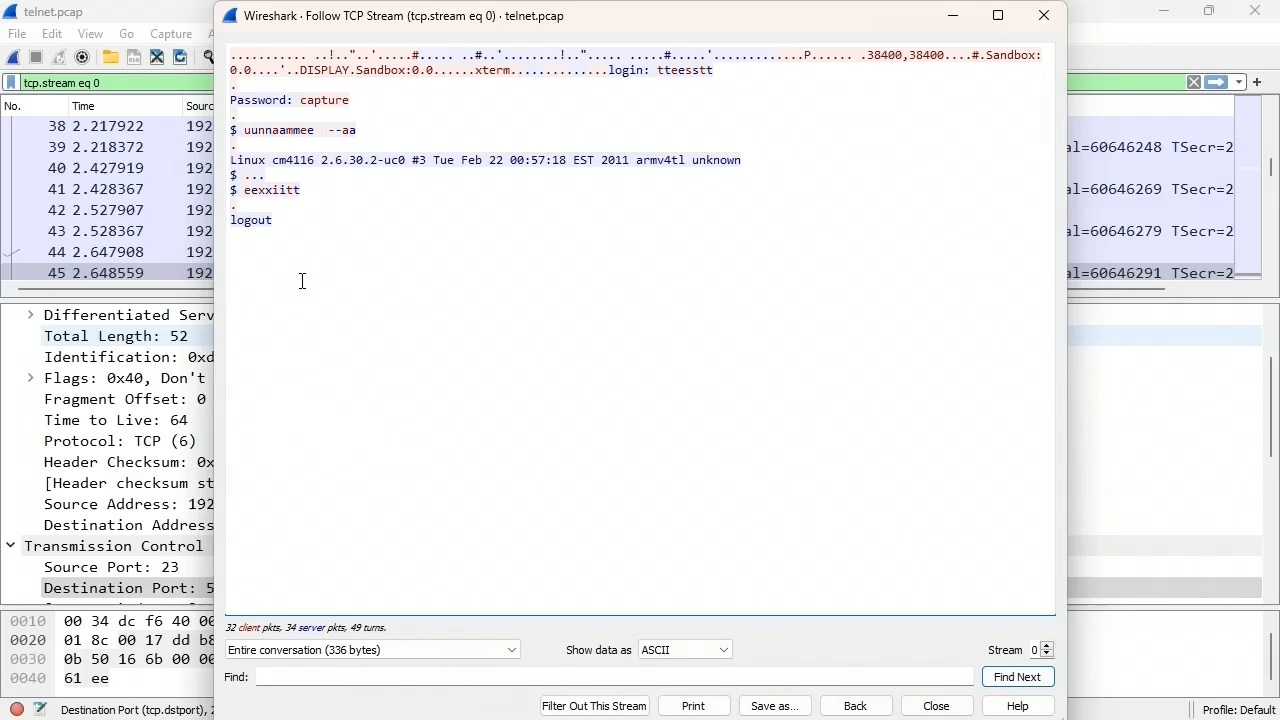 telnet.pcap
Wireshark · Follow TCP Stream (tcp.stream eq 0) · telnet.pcap
File Edit View Go Capture
tcp.stream eq 0
No. Time Sourc
38 2.217922 192
39 2.218372 192
40 2.427919 192
41 2.428367 192
42 2.527907 192
43 2.528367 192
44 2.647908 192
45 2.648559 192
al=60646248 TSecr=2
al=60646269 TSecr=2
al=60646279 TSecr=2
al=60646291 TSecr=2
........... ..!.."..'.....#..... ..#..'........!.."..... .....#.....'.............P...... .38400,38400....#.Sandbox:
0.0....'..DISPLAY.Sandbox:0.0......xterm..............login: tteesstt
.
Password: capture
.
$ uunnaammee  --aa
.
Linux cm4116 2.6.30.2-uc0 #3 Tue Feb 22 00:57:18 EST 2011 armv4tl unknown
$ ...
$ eexxiitt
.
logout
Differentiated Serv
Total Length: 52
Identification: 0xd
Flags: 0x40, Don't
Fragment Offset: 0
Time to Live: 64
Protocol: TCP (6)
Header Checksum: 0x
[Header checksum st
Source Address: 192
Destination Address
Transmission Control
Source Port: 23
Destination Port: 5
0010 00 34 dc f6 40 00
0020 01 8c 00 17 dd b8
0030 0b 50 16 6b 00 00
0040 61 ee
32 client pkts, 34 server pkts, 49 turns.
Entire conversation (336 bytes) Show data as ASCII Stream 0
Find: Find Next
Filter Out This Stream Print Save as... Back Close Help
Destination Port (tcp.dstport), 2
Profile: Default